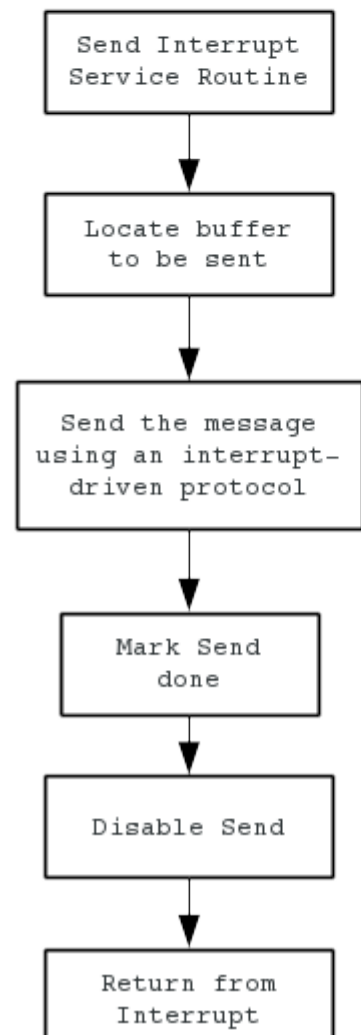 Send Interrupt
Service Routine
Locate buffer
to be sent
Send the message
using an interrupt-
driven protocol
Mark Send
done
Disable Send
Return from
Interrupt